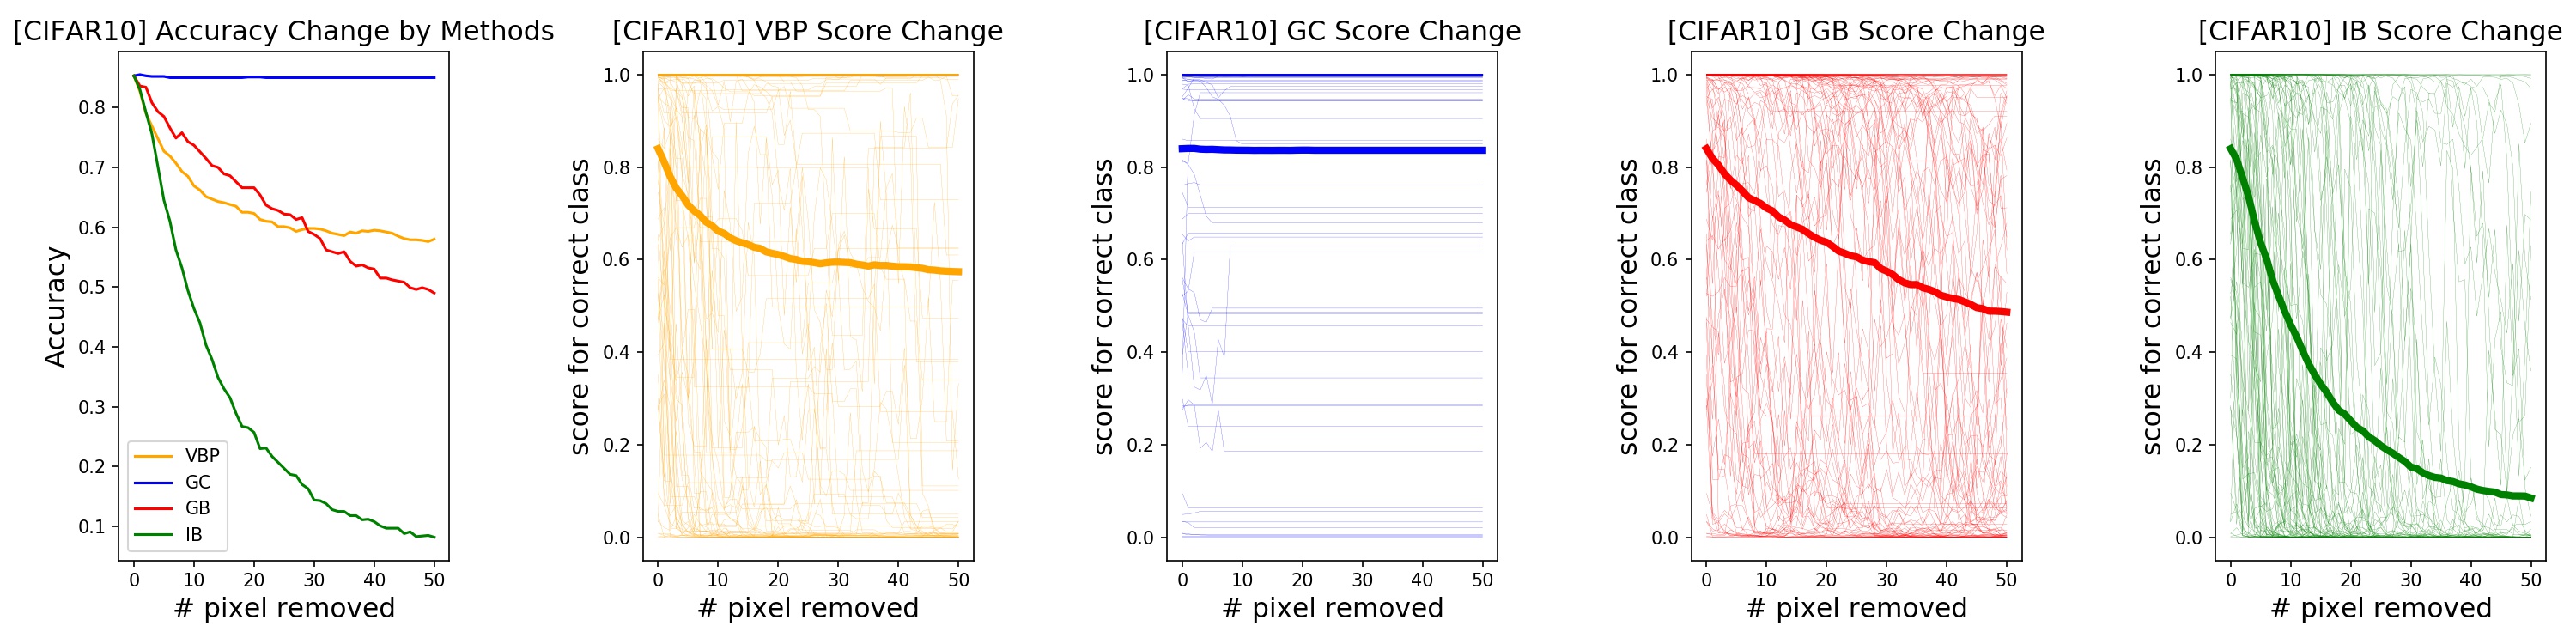 [CIFAR10] Accuracy Change by Methods
Accuracy
0.8
0.7
0.6
0.5
0.4
0.3
0.2
0.1
VBP
GC
GB
IB
0 10 20 30 40 50
# pixel removed
[CIFAR10] VBP Score Change
score for correct class
1.0
0.8
0.6
0.4
0.2
0.0
0 10 20 30 40 50
# pixel removed
[CIFAR10] GC Score Change
score for correct class
1.0
0.8
0.6
0.4
0.2
0.0
0 10 20 30 40 50
# pixel removed
[CIFAR10] GB Score Change
score for correct class
1.0
0.8
0.6
0.4
0.2
0.0
0 10 20 30 40 50
# pixel removed
[CIFAR10] IB Score Change
score for correct class
1.0
0.8
0.6
0.4
0.2
0.0
0 10 20 30 40 50
# pixel removed